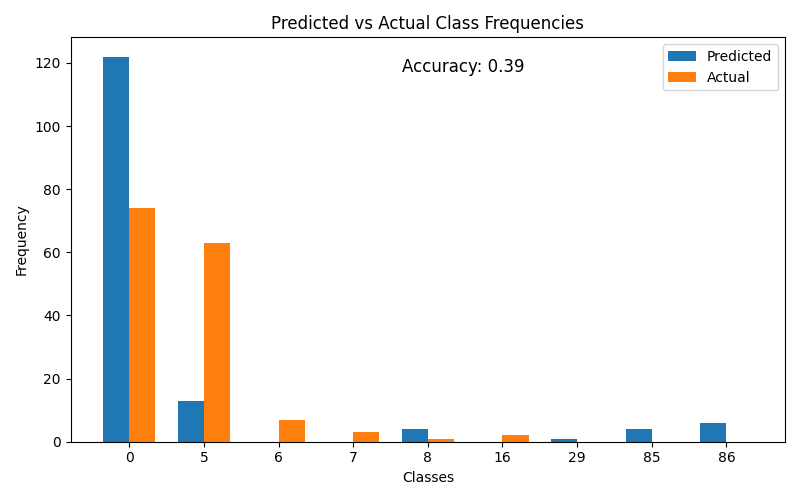 Predicted vs Actual Class Frequencies
Accuracy: 0.39
Predicted
Actual
Frequency
120
100
80
60
40
20
0
0 5 6 7 8 16 29 85 86
Classes